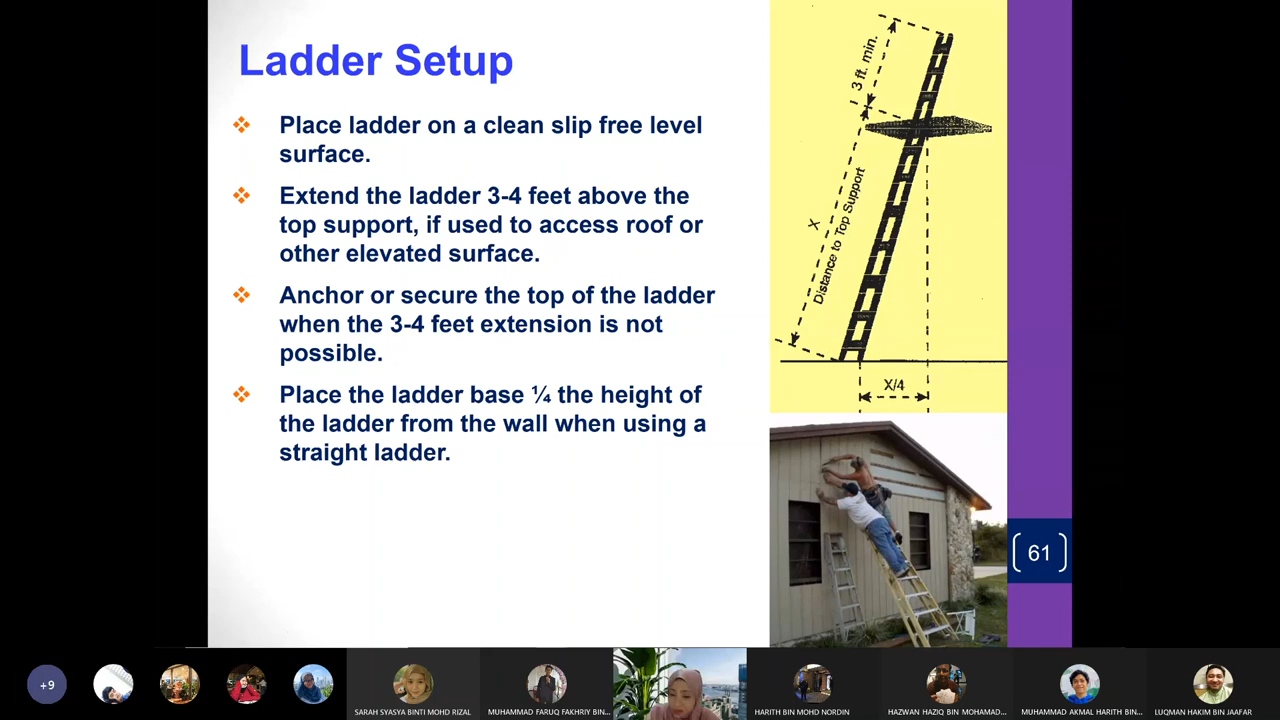 Ladder Setup
Place ladder on a clean slip free level
surface.
Extend the ladder 3-4 feet above the
top support, if used to access roof or
other elevated surface.
Anchor or secure the top of the ladder
when the 3-4 feet extension is not
possible.
Place the ladder base ¼ the height of
the ladder from the wall when using a
straight ladder.
3 ft. min.
X
Distance to Top Support
X/4
61
+9
SARAH SYASYA BINTI MOHD RIZAL
MUHAMMAD FARUQ FAKHRIY BIN...
HARITH BIN MOHD NORDIN
HAZWAN HAZIQ BIN MOHAMAD...
MUHAMMAD AKMAL HARITH BIN...
LUQMAN HAKIM BIN JAAFAR